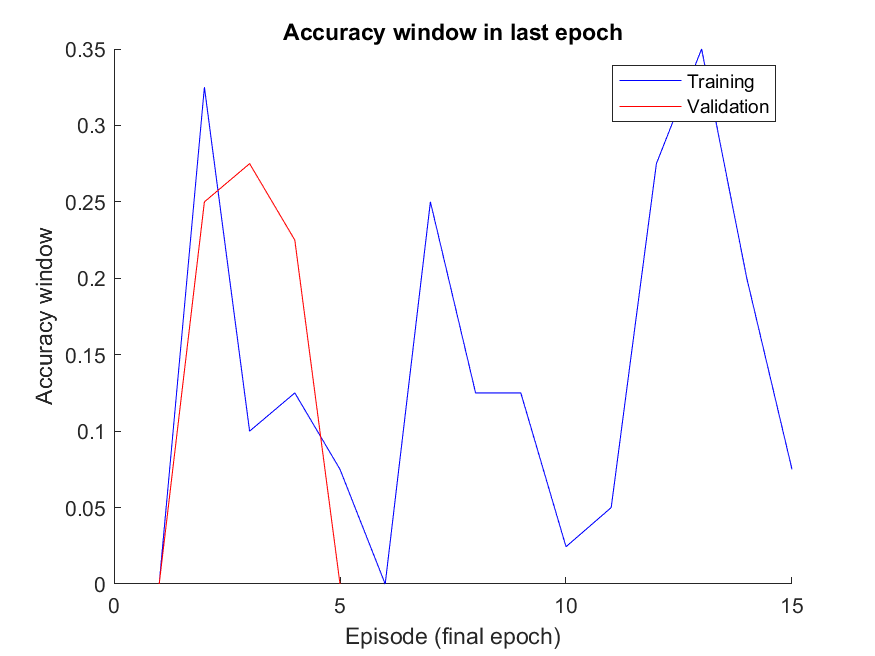 Accuracy window in last epoch
0.35
0.3
0.25
0.2
0.15
0.1
0.05
0
Accuracy window
Training
Validation
0 5 10 15
Episode (final epoch)